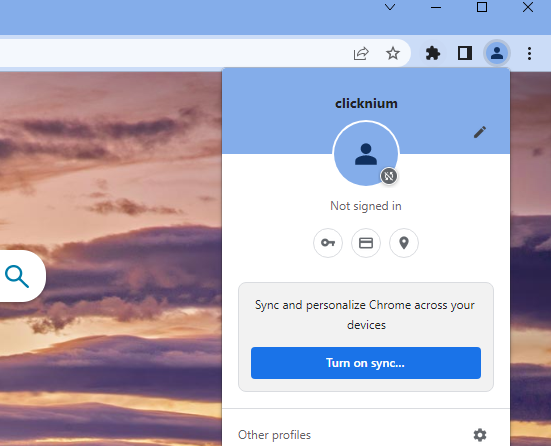 clicknium
Not signed in
Sync and personalize Chrome across your
devices
Turn on sync...
Other profiles